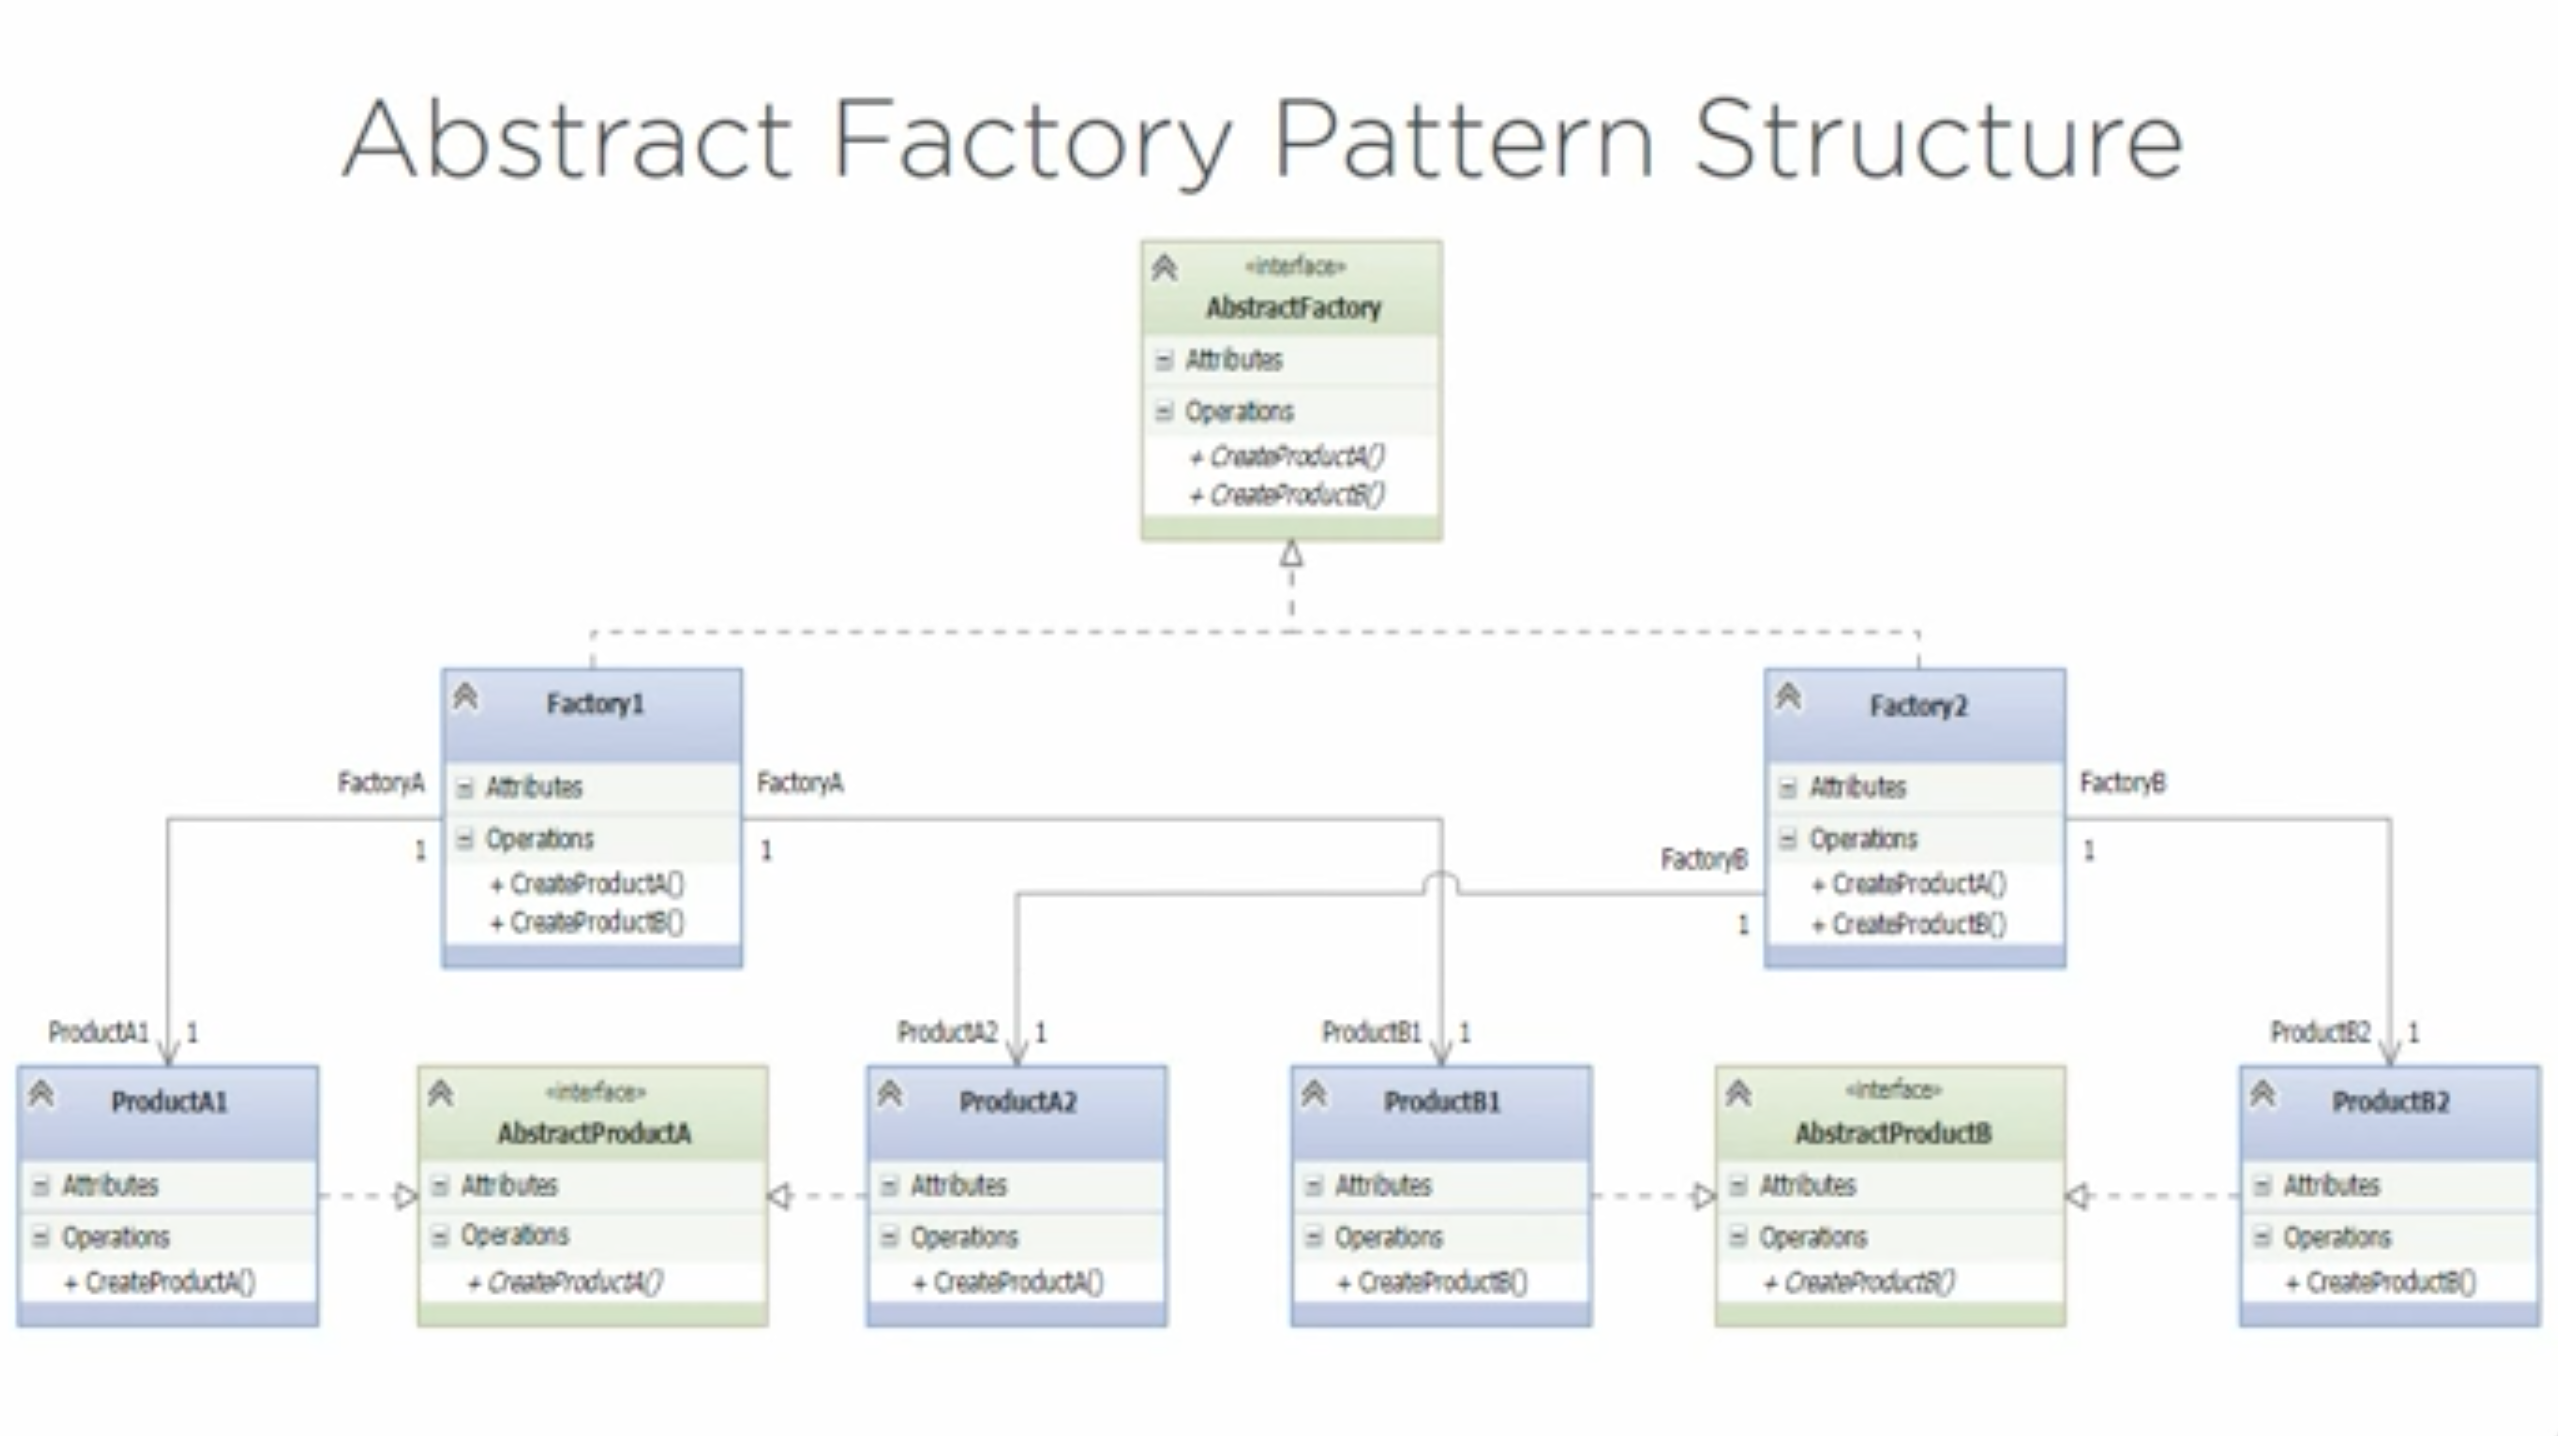 Abstract Factory Pattern Structure
«interface»
AbstractFactory
Attributes
Operations
+ CreateProductA()
+ CreateProductB()
Factory1
Attributes
Operations
+ CreateProductA()
+ CreateProductB()
FactoryA
1
FactoryA
1
Factory2
Attributes
Operations
+ CreateProductA()
+ CreateProductB()
FactoryB
1
FactoryB
1
ProductA1 1
ProductA2 1
ProductB1 1
ProductB2 1
ProductA1
Attributes
Operations
+ CreateProductA()
«interface»
AbstractProductA
Attributes
Operations
+ CreateProductA()
ProductA2
Attributes
Operations
+ CreateProductA()
ProductB1
Attributes
Operations
+ CreateProductB()
«interface»
AbstractProductB
Attributes
Operations
+ CreateProductB()
ProductB2
Attributes
Operations
+ CreateProductB()